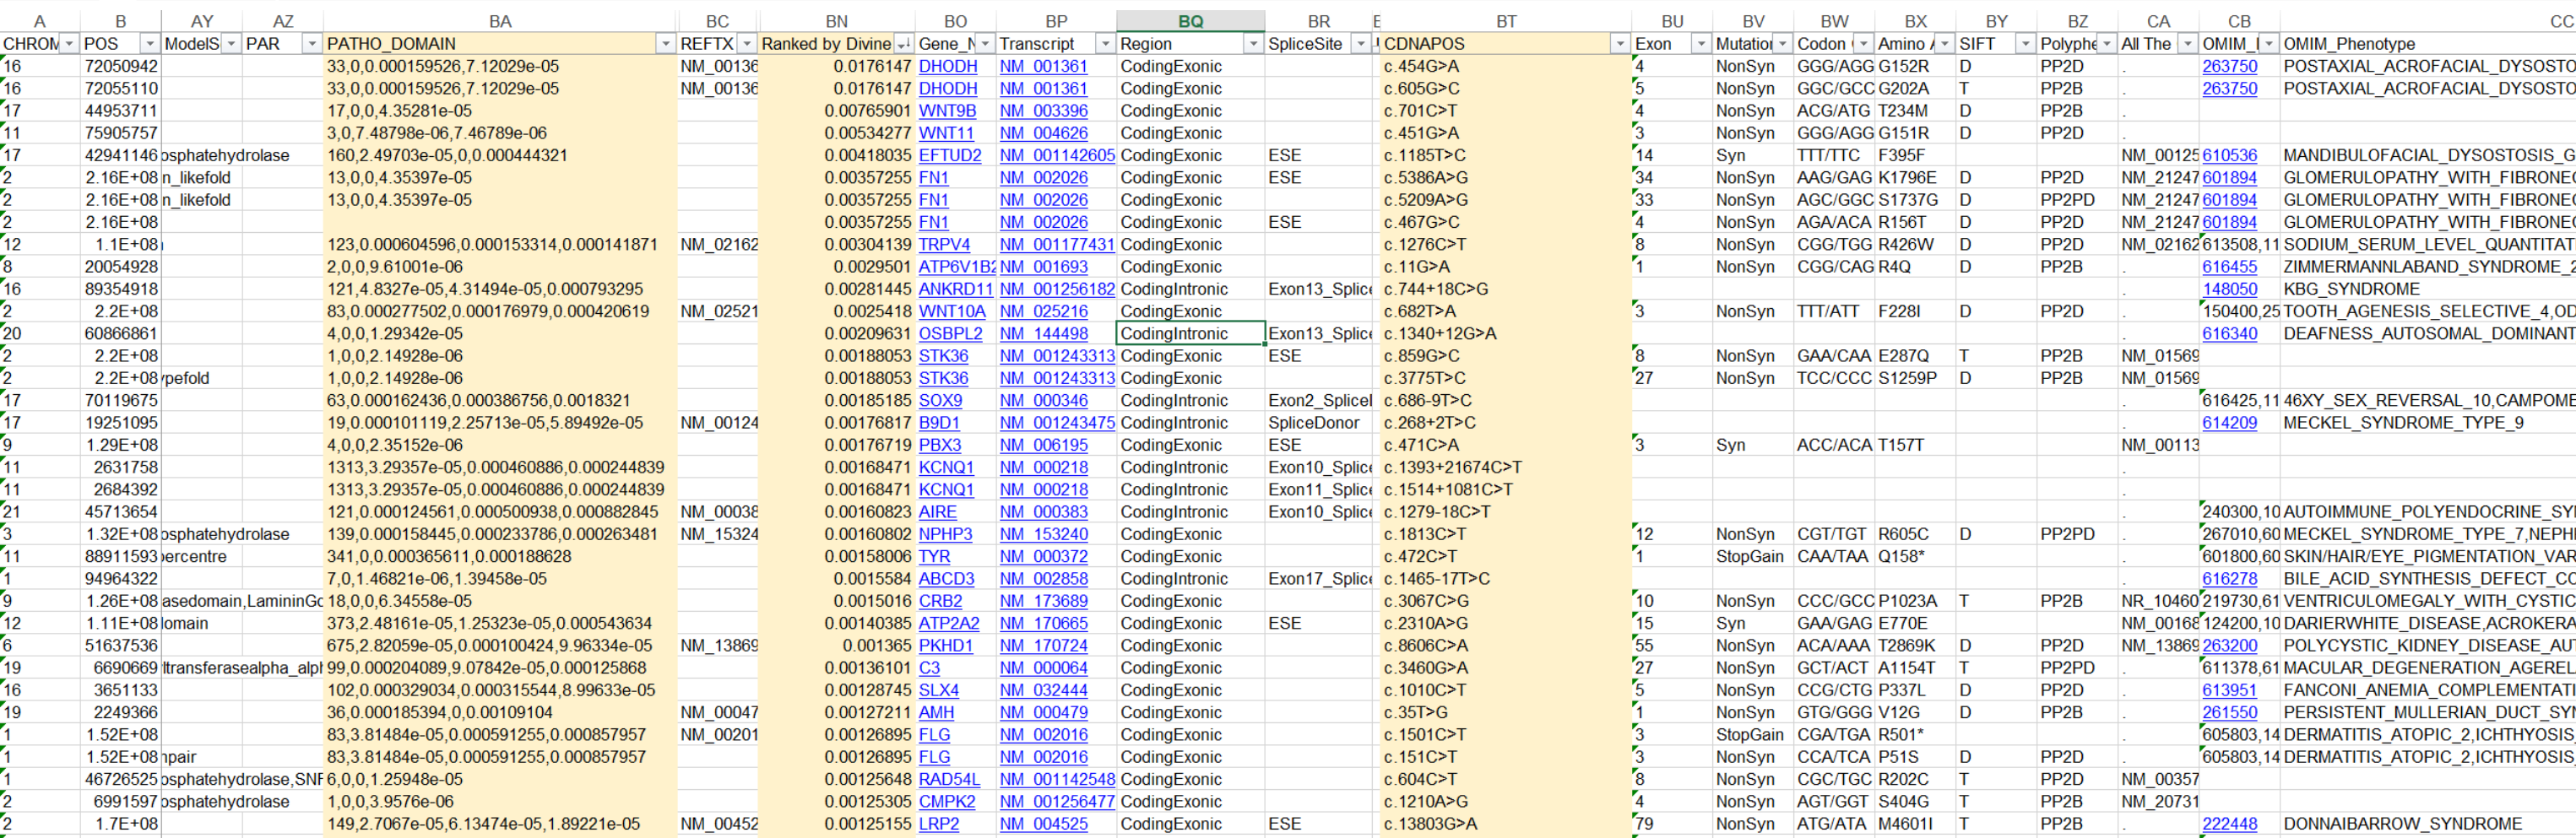 A B AY AZ BA BC BN BO BP BQ BR BT BU BV BW BX BY BZ CA CB CC
CHROM POS ModelS PAR PATHO_DOMAIN REFTX Ranked by Divine Gene_N Transcript Region SpliceSite CDNAPOS Exon Mutation Codon Amino A SIFT Polyphe All The OMIM_ OMIM_Phenotype
16 72050942 33,0,0.000159526,7.12029e-05 NM_00136 0.0176147 DHODH NM_001361 CodingExonic c.454G>A 4 NonSyn GGG/AGG G152R D PP2D . 263750 POSTAXIAL_ACROFACIAL_DYSOSTO
16 72055110 33,0,0.000159526,7.12029e-05 NM_00136 0.0176147 DHODH NM_001361 CodingExonic c.605G>C 5 NonSyn GGC/GCC G202A T PP2B . 263750 POSTAXIAL_ACROFACIAL_DYSOSTO
17 44953711 17,0,0,4.35281e-05 0.00765901 WNT9B NM_003396 CodingExonic c.701C>T 4 NonSyn ACG/ATG T234M D PP2B .
11 75905757 3,0,7.48798e-06,7.46789e-06 0.00534277 WNT11 NM_004626 CodingExonic c.451G>A 3 NonSyn GGG/AGG G151R D PP2D .
17 42941146 osphatehydrolase 160,2.49703e-05,0,0.000444321 0.00418035 EFTUD2 NM_001142605 CodingExonic ESE c.1185T>C 14 Syn TTT/TTC F395F NM_00125 610536 MANDIBULOFACIAL_DYSOSTOSIS_G
2 2.16E+08 n_likefold 13,0,0,4.35397e-05 0.00357255 FN1 NM_002026 CodingExonic ESE c.5386A>G 34 NonSyn AAG/GAG K1796E D PP2D NM_21247 601894 GLOMERULOPATHY_WITH_FIBRONEC
2 2.16E+08 n_likefold 13,0,0,4.35397e-05 0.00357255 FN1 NM_002026 CodingExonic c.5209A>G 33 NonSyn AGC/GGC S1737G D PP2PD NM_21247 601894 GLOMERULOPATHY_WITH_FIBRONEC
2 2.16E+08 0.00357255 FN1 NM_002026 CodingExonic ESE c.467G>C 4 NonSyn AGA/ACA R156T D PP2D NM_21247 601894 GLOMERULOPATHY_WITH_FIBRONEC
12 1.1E+08 123,0.000604596,0.000153314,0.000141871 NM_02162 0.00304139 TRPV4 NM_001177431 CodingExonic c.1276C>T 8 NonSyn CGG/TGG R426W D PP2D NM_02162 613508,11 SODIUM_SERUM_LEVEL_QUANTITAT
8 20054928 2,0,0,9.61001e-06 0.0029501 ATP6V1B2 NM_001693 CodingExonic c.11G>A 1 NonSyn CGG/CAG R4Q D PP2B . 616455 ZIMMERMANNLABAND_SYNDROME_2
16 89354918 121,4.8327e-05,4.31494e-05,0.000793295 0.00281445 ANKRD11 NM_001256182 CodingIntronic Exon13_Splice c.744+18C>G . 148050 KBG_SYNDROME
2 2.2E+08 83,0.000277502,0.000176979,0.000420619 NM_02521 0.0025418 WNT10A NM_025216 CodingExonic c.682T>A 3 NonSyn TTT/ATT F228I D PP2D . 150400,25 TOOTH_AGENESIS_SELECTIVE_4,OD
20 60866861 4,0,0,1.29342e-05 0.00209631 OSBPL2 NM_144498 CodingIntronic Exon13_Splice c.1340+12G>A . 616340 DEAFNESS_AUTOSOMAL_DOMINANT
2 2.2E+08 1,0,0,2.14928e-06 0.00188053 STK36 NM_001243313 CodingExonic ESE c.859G>C 8 NonSyn GAA/CAA E287Q T PP2B NM_01569
2 2.2E+08 ypefold 1,0,0,2.14928e-06 0.00188053 STK36 NM_001243313 CodingExonic c.3775T>C 27 NonSyn TCC/CCC S1259P D PP2B NM_01569
17 70119675 63,0.000162436,0.000386756,0.0018321 0.00185185 SOX9 NM_000346 CodingIntronic Exon2_Splice c.686-9T>C . 616425,11 46XY_SEX_REVERSAL_10,CAMPOME
17 19251095 19,0.000101119,2.25713e-05,5.89492e-05 NM_00124 0.00176817 B9D1 NM_001243475 CodingIntronic SpliceDonor c.268+2T>C . 614209 MECKEL_SYNDROME_TYPE_9
9 1.29E+08 4,0,0,2.35152e-06 0.00176719 PBX3 NM_006195 CodingExonic ESE c.471C>A 3 Syn ACC/ACA T157T NM_00113
11 2631758 1313,3.29357e-05,0.000460886,0.000244839 0.00168471 KCNQ1 NM_000218 CodingIntronic Exon10_Splice c.1393+21674C>T .
11 2684392 1313,3.29357e-05,0.000460886,0.000244839 0.00168471 KCNQ1 NM_000218 CodingIntronic Exon11_Splice c.1514+1081C>T .
21 45713654 121,0.000124561,0.000500938,0.000882845 NM_00038 0.00160823 AIRE NM_000383 CodingIntronic Exon10_Splice c.1279-18C>T . 240300,10 AUTOIMMUNE_POLYENDOCRINE_SY
3 1.32E+08 osphatehydrolase 139,0.000158445,0.000233786,0.000263481 NM_15324 0.00160802 NPHP3 NM_153240 CodingExonic c.1813C>T 12 NonSyn CGT/TGT R605C D PP2PD . 267010,60 MECKEL_SYNDROME_TYPE_7,NEPH
11 88911593 percentre 341,0,0.000365611,0.000188628 0.00158006 TYR NM_000372 CodingExonic c.472C>T 1 StopGain CAA/TAA Q158* . 601800,60 SKIN/HAIR/EYE_PIGMENTATION_VAR
1 94964322 7,0,1.46821e-06,1.39458e-05 0.0015584 ABCD3 NM_002858 CodingIntronic Exon17_Splice c.1465-17T>C . 616278 BILE_ACID_SYNTHESIS_DEFECT_CO
9 1.26E+08 asedomain,LamininGd 18,0,0,6.34558e-05 0.0015016 CRB2 NM_173689 CodingExonic c.3067C>G 10 NonSyn CCC/GCC P1023A T PP2B NR_10460 219730,61 VENTRICULOMEGALY_WITH_CYSTIC
12 1.11E+08 domain 373,2.48161e-05,1.25323e-05,0.000543634 0.00140385 ATP2A2 NM_170665 CodingExonic ESE c.2310A>G 15 Syn GAA/GAG E770E NM_00168 124200,10 DARIERWHITE_DISEASE,ACROKERA
6 51637536 675,2.82059e-05,0.000100424,9.96334e-05 NM_13869 0.001365 PKHD1 NM_170724 CodingExonic c.8606C>A 55 NonSyn ACA/AAA T2869K D PP2D NM_13869 263200 POLYCYSTIC_KIDNEY_DISEASE_AU
19 6690669 ltransferasealpha_alph 99,0.000204089,9.07842e-05,0.000125868 0.00136101 C3 NM_000064 CodingExonic c.3460G>A 27 NonSyn GCT/ACT A1154T T PP2PD . 611378,61 MACULAR_DEGENERATION_AGEREL
16 3651133 102,0.000329034,0.000315544,8.99633e-05 0.00128745 SLX4 NM_032444 CodingExonic c.1010C>T 5 NonSyn CCG/CTG P337L D PP2D . 613951 FANCONI_ANEMIA_COMPLEMENTATI
19 2249366 36,0.000185394,0,0.00109104 NM_00047 0.00127211 AMH NM_000479 CodingExonic c.35T>G 1 NonSyn GTG/GGG V12G D PP2B . 261550 PERSISTENT_MULLERIAN_DUCT_SYN
1 1.52E+08 83,3.81484e-05,0.000591255,0.000857957 NM_00201 0.00126895 FLG NM_002016 CodingExonic c.1501C>T 3 StopGain CGA/TGA R501* . 605803,14 DERMATITIS_ATOPIC_2,ICHTHYOSIS_
1 1.52E+08 npair 83,3.81484e-05,0.000591255,0.000857957 0.00126895 FLG NM_002016 CodingExonic c.151C>T 3 NonSyn CCA/TCA P51S D PP2D . 605803,14 DERMATITIS_ATOPIC_2,ICHTHYOSIS_
1 46726525 osphatehydrolase,SNF 6,0,0,1.25948e-05 0.00125648 RAD54L NM_001142548 CodingExonic c.604C>T 8 NonSyn CGC/TGC R202C T PP2D NM_00357
2 6991597 osphatehydrolase 1,0,0,3.9576e-06 0.00125305 CMPK2 NM_001256477 CodingExonic c.1210A>G 4 NonSyn AGT/GGT S404G T PP2B NM_20731
2 1.7E+08 149,2.7067e-05,6.13474e-05,1.89221e-05 NM_00452 0.00125155 LRP2 NM_004525 CodingExonic ESE c.13803G>A 79 NonSyn ATG/ATA M4601I T PP2B . 222448 DONNAIBARROW_SYNDROME